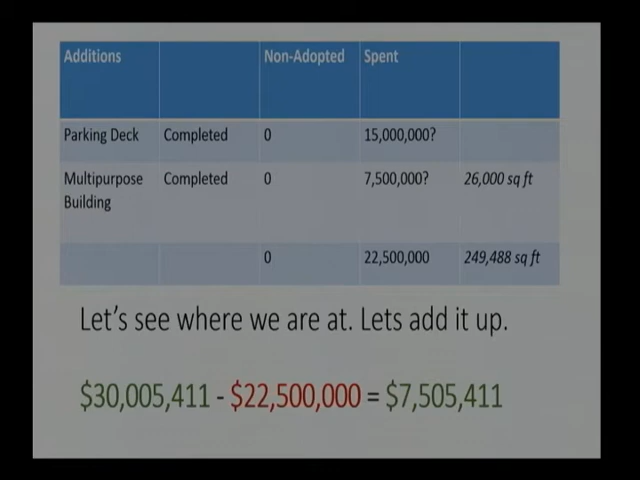 Additions Non-Adopted Spent
Parking Deck Completed 0 15,000,000?
Multipurpose Completed 0 7,500,000? 26,000 sq ft
Building
0 22,500,000 249,488 sq ft
Let's see where we are at. Lets add it up.
$30,005,411 - $22,500,000 = $7,505,411